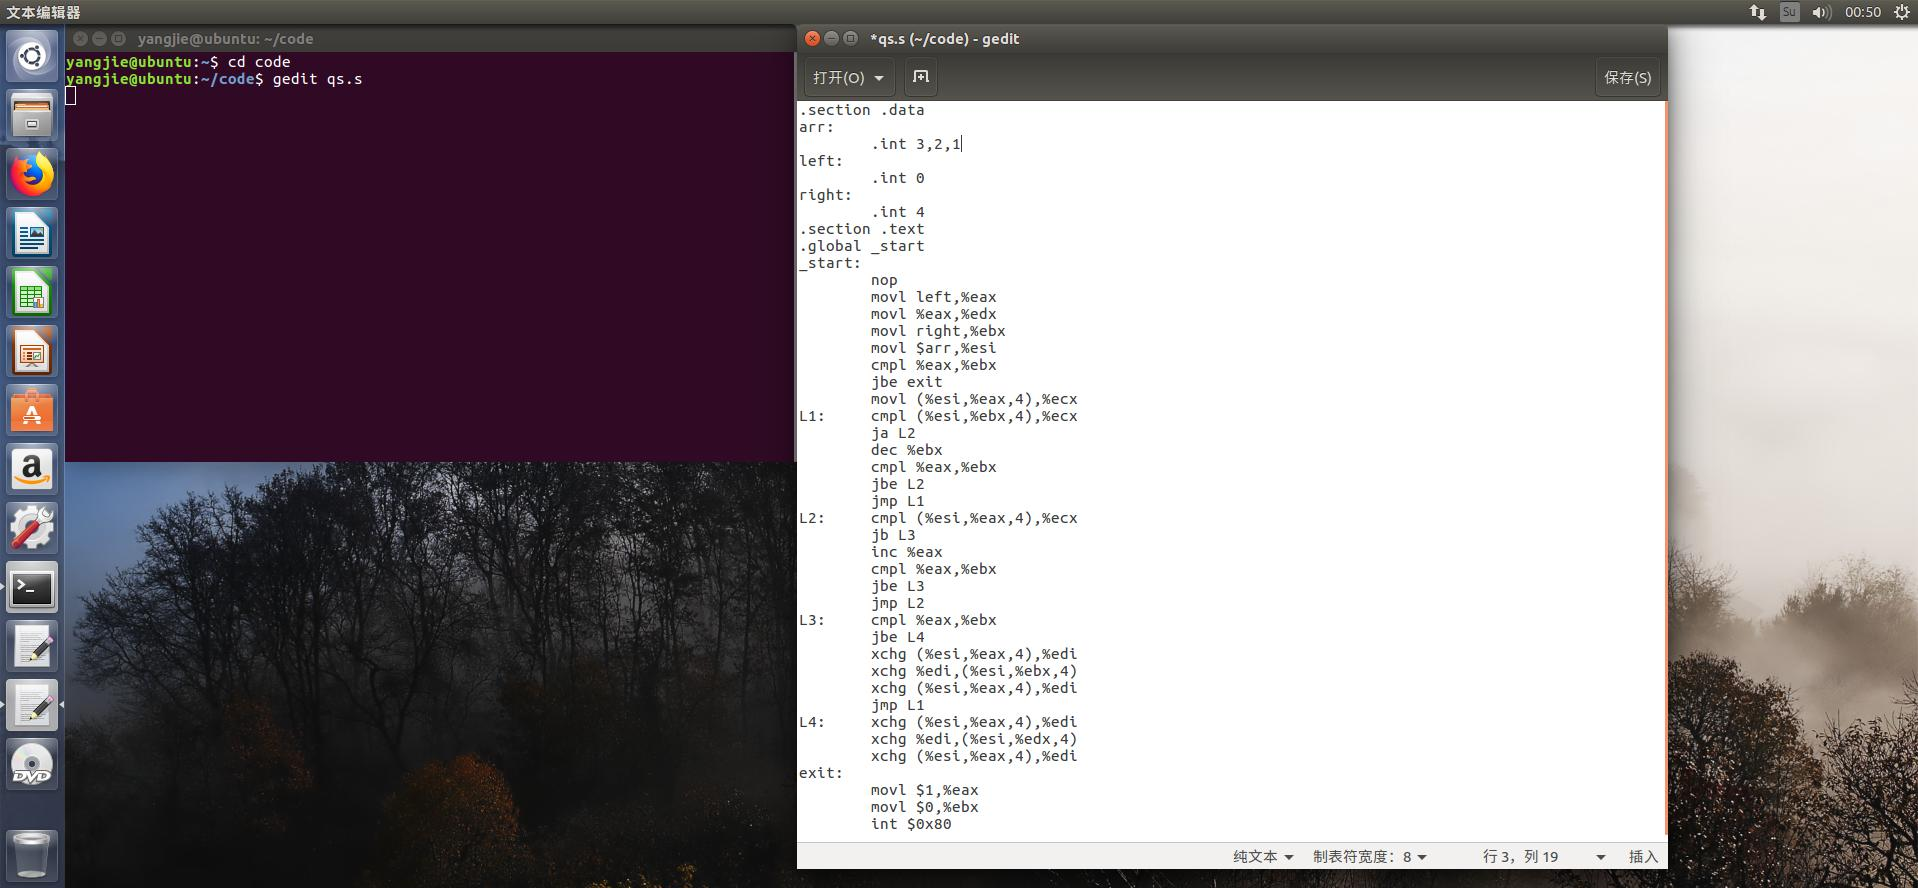 文本编辑器
Su
00:50
yangjie@ubuntu: ~/code
yangjie@ubuntu:~$ cd code
yangjie@ubuntu:~/code$ gedit qs.s
*qs.s (~/code) - gedit
打开(O)
保存(S)
.section .data
arr:
.int 3,2,1
left:
.int 0
right:
.int 4
.section .text
.global _start
_start:
nop
movl left,%eax
movl %eax,%edx
movl right,%ebx
movl $arr,%esi
cmpl %eax,%ebx
jbe exit
movl (%esi,%eax,4),%ecx
L1: cmpl (%esi,%ebx,4),%ecx
ja L2
dec %ebx
cmpl %eax,%ebx
jbe L2
jmp L1
L2: cmpl (%esi,%eax,4),%ecx
jb L3
inc %eax
cmpl %eax,%ebx
jbe L3
jmp L2
L3: cmpl %eax,%ebx
jbe L4
xchg (%esi,%eax,4),%edi
xchg %edi,(%esi,%ebx,4)
xchg (%esi,%eax,4),%edi
jmp L1
L4: xchg (%esi,%eax,4),%edi
xchg %edi,(%esi,%edx,4)
xchg (%esi,%eax,4),%edi
exit:
movl $1,%eax
movl $0,%ebx
int $0x80
纯文本
制表符宽度：8
行 3，列 19
插入
a
>_
DVD